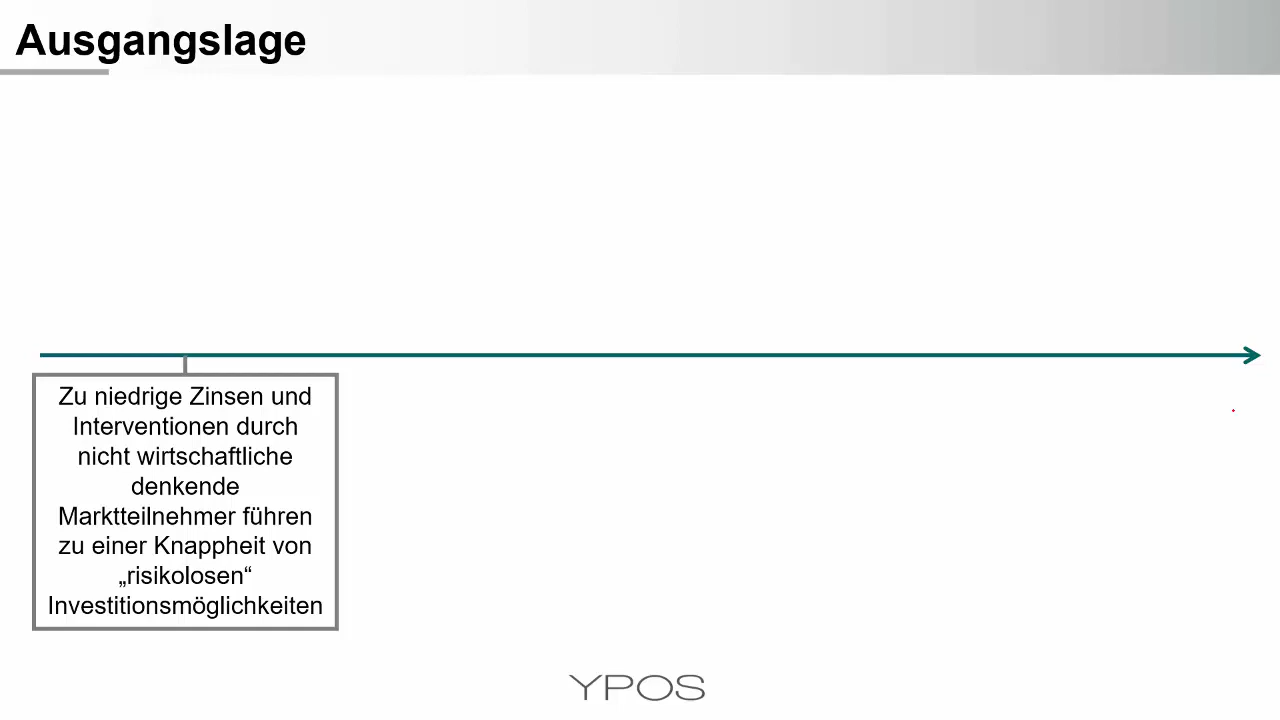 Ausgangslage
Zu niedrige Zinsen und
Interventionen durch
nicht wirtschaftliche
denkende
Marktteilnehmer führen
zu einer Knappheit von
„risikolosen“
Investitionsmöglichkeiten
YPOS